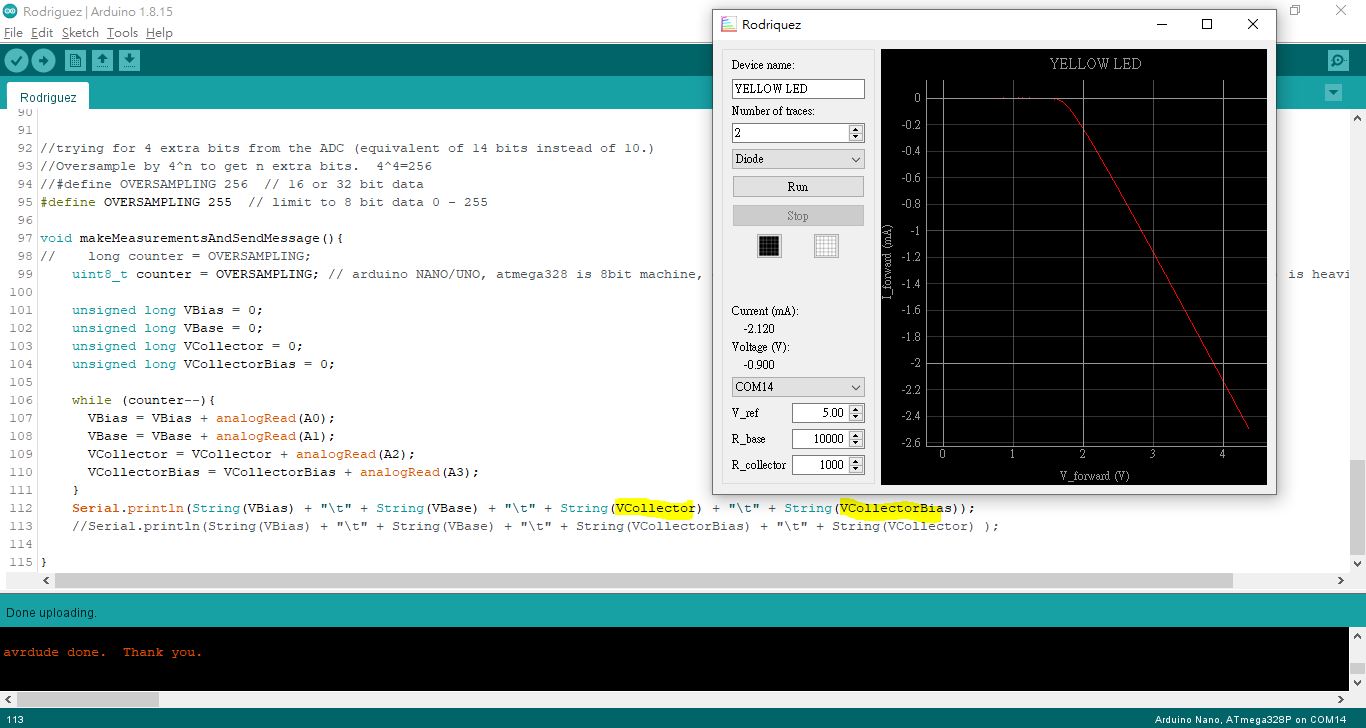 Rodriguez | Arduino 1.8.15
File Edit Sketch Tools Help
Rodriguez
90
91
92 //trying for 4 extra bits from the ADC (equivalent of 14 bits instead of 10.)
93 //Oversample by 4^n to get n extra bits.  4^4=256
94 //#define OVERSAMPLING 256  // 16 or 32 bit data
95 #define OVERSAMPLING 255  // limit to 8 bit data 0 - 255
96
97 void makeMeasurementsAndSendMessage(){
98 //    long counter = OVERSAMPLING;
99     uint8_t counter = OVERSAMPLING; // arduino NANO/UNO, atmega328 is 8bit machine,
is heavi
100
101     unsigned long VBias = 0;
102     unsigned long VBase = 0;
103     unsigned long VCollector = 0;
104     unsigned long VCollectorBias = 0;
105
106     while (counter--){
107       VBias = VBias + analogRead(A0);
108       VBase = VBase + analogRead(A1);
109       VCollector = VCollector + analogRead(A2);
110       VCollectorBias = VCollectorBias + analogRead(A3);
111     }
112     Serial.println(String(VBias) + "\t" + String(VBase) + "\t" + String(VCollector) + "\t" + String(VCollectorBias));
113     //Serial.println(String(VBias) + "\t" + String(VBase) + "\t" + String(VCollectorBias) + "\t" + String(VCollector) );
114
115 }
Done uploading.
avrdude done.  Thank you.
113
Arduino Nano, ATmega328P on COM14
Rodriquez
Device name:
YELLOW LED
Number of traces:
2
Diode
Run
Stop
Current (mA):
-2.120
Voltage (V):
-0.900
COM14
V_ref 5.00
R_base 10000
R_collector 1000
YELLOW LED
I_forward (mA)
0
-0.2
-0.4
-0.6
-0.8
-1
-1.2
-1.4
-1.6
-1.8
-2
-2.2
-2.4
-2.6
0 1 2 3 4
V_forward (V)